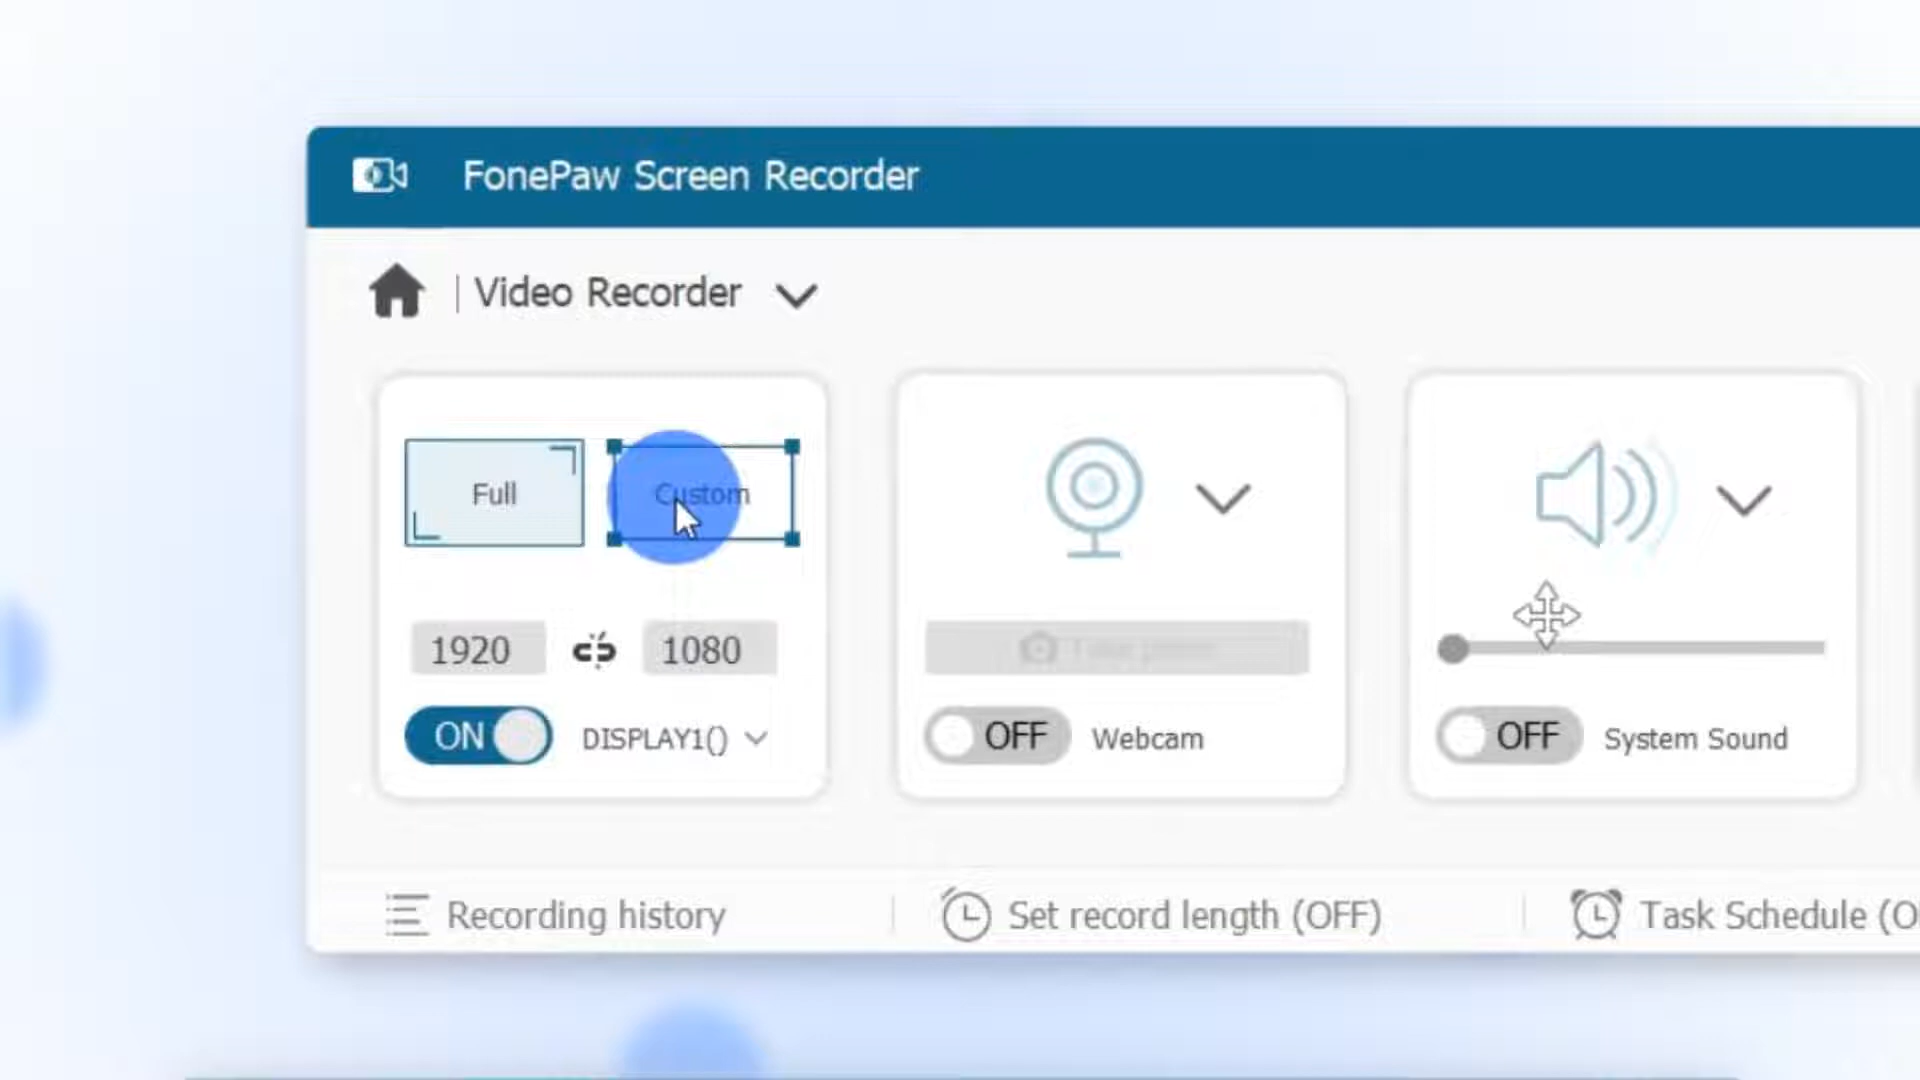 FonePaw Screen Recorder
Video Recorder
Full
Custom
1920
1080
ON
DISPLAY1()
OFF
Webcam
OFF
System Sound
Recording history
Set record length (OFF)
Task Schedule (O